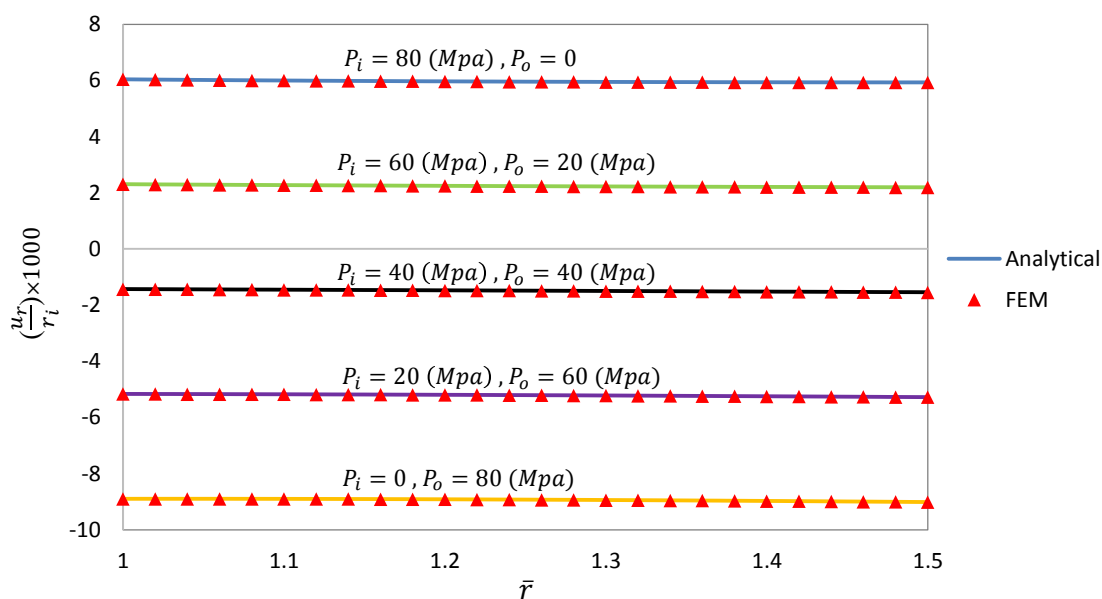 8
6
4
2
0
-2
-4
-6
-8
-10
(u_r/r_i)×1000
P_i = 80 (Mpa) , P_o = 0
P_i = 60 (Mpa) , P_o = 20 (Mpa)
P_i = 40 (Mpa) , P_o = 40 (Mpa)
P_i = 20 (Mpa) , P_o = 60 (Mpa)
P_i = 0 , P_o = 80 (Mpa)
1 1.1 1.2 1.3 1.4 1.5
r̄
Analytical
FEM